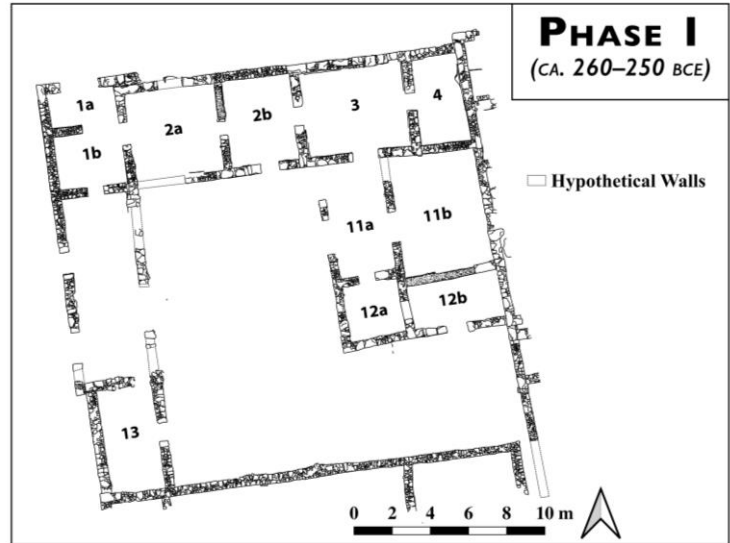 PHASE I
(CA. 260–250 BCE)
Hypothetical Walls
1a
1b
2a
2b
3
4
11a
11b
12a
12b
13
0 2 4 6 8 10 m